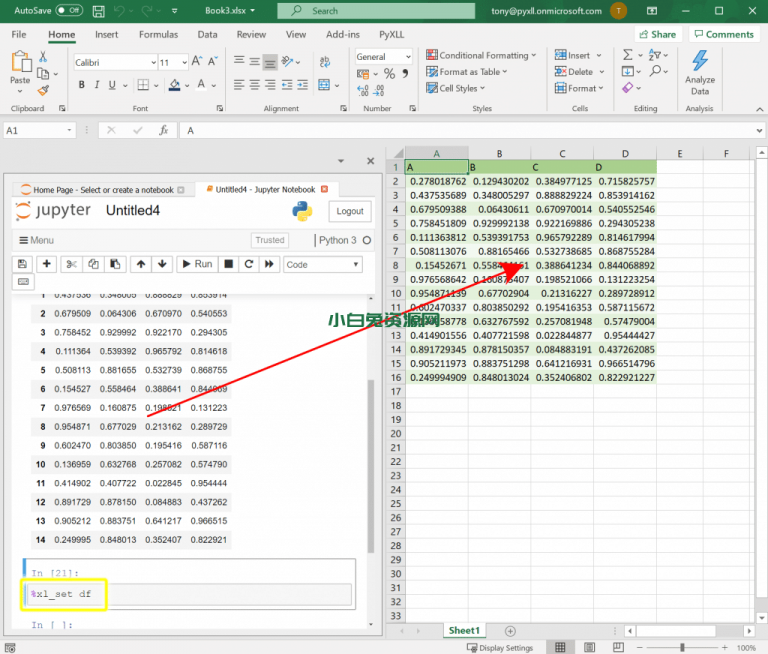 AutoSave Off Book3.xlsx Search tony@pyxll.onmicrosoft.com T
File Home Insert Formulas Data Review View Add-ins PyXLL Share Comments
Calibri 11 General Conditional Formatting Insert
Paste B I U Format as Table Delete Analyze
Cell Styles Format Data
Clipboard Font Alignment Number Styles Cells Editing Analysis
A1 fx A
Home Page - Select or create a notebook Untitled4 - Jupyter Notebook
jupyter Untitled4 Logout
Menu Trusted Python 3
Run Code
1 0.437536 0.348005 0.888829 0.853914
2 0.679509 0.064306 0.670970 0.540553
3 0.758452 0.929992 0.922170 0.294305
4 0.111364 0.539392 0.965792 0.814618
5 0.508113 0.881655 0.532739 0.868755
6 0.154527 0.558464 0.388641 0.844069
7 0.976569 0.160875 0.198521 0.131223
8 0.954871 0.677029 0.213162 0.289729
9 0.602470 0.803850 0.195416 0.587116
10 0.136959 0.632768 0.257082 0.574790
11 0.414902 0.407722 0.022845 0.954444
12 0.891729 0.878150 0.084883 0.437262
13 0.905212 0.883751 0.641217 0.966515
14 0.249995 0.848013 0.352407 0.822921
In [21]:
%xl_set df
In [ ]:
A B C D E F
1 A B C D
2 0.278018762 0.129430202 0.384977125 0.715825757
3 0.437535689 0.348005297 0.888829224 0.853914162
4 0.679509388 0.06430611 0.670970014 0.540552546
5 0.758451809 0.929992138 0.922169886 0.294305238
6 0.111363812 0.539391753 0.965792289 0.814617994
7 0.508113076 0.88165466 0.532738685 0.868755284
8 0.15452671 0.388641234 0.844068892
9 0.976568642 0.198521066 0.131223254
10 0.954871139 0.67702904 0.21316227 0.289728912
11 0.602470337 0.803850292 0.195416353 0.587115672
12 0.632767592 0.257081948 0.57479004
13 0.414901556 0.407721598 0.022844877 0.95444427
14 0.891729345 0.878150357 0.084883191 0.437262085
15 0.905211973 0.883751298 0.641216931 0.966514796
16 0.249994909 0.848013024 0.352406802 0.822921227
17
18
19
20
21
22
23
24
25
26
27
28
29
30
31
32
33
小白兔资源网
Sheet1
Display Settings 100%